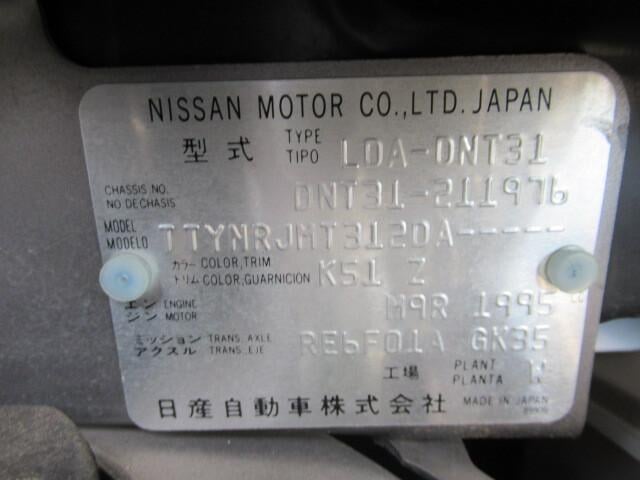 NISSAN MOTOR CO.,LTD. JAPAN
型式 TYPE TIPO LDA-DNT31
CHASSIS NO. NO DE CHASSIS DNT31-211976
MODEL MODELO TTYNRJMT312DA-----
カラー COLOR,TRIM トリム COLOR,GUARNICION K51 Z
エンジン ENGINE MOTOR M9R 1995
ミッション TRANS. AXLE アクスル TRANS. EJE RE6F01A GK35
工場 PLANT PLANTA W
日産自動車株式会社 MADE IN JAPAN